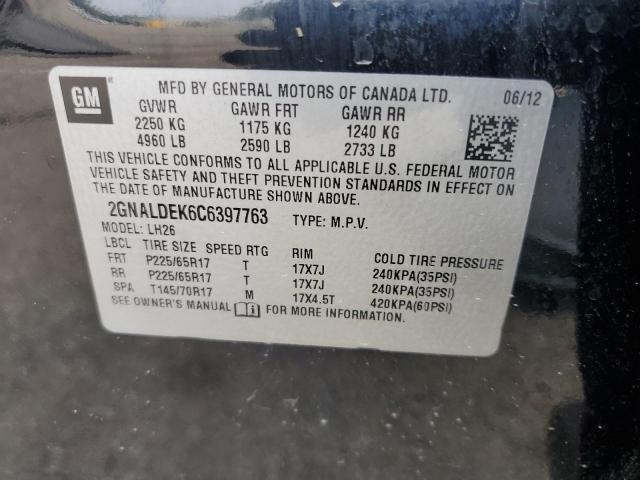 GM
MFD BY GENERAL MOTORS OF CANADA LTD. 06/12
GVWR GAWR FRT GAWR RR
2250 KG 1175 KG 1240 KG
4960 LB 2590 LB 2733 LB
THIS VEHICLE CONFORMS TO ALL APPLICABLE U.S. FEDERAL MOTOR
VEHICLE SAFETY AND THEFT PREVENTION STANDARDS IN EFFECT ON
THE DATE OF MANUFACTURE SHOWN ABOVE.
2GNALDEK6C6397763 TYPE: M.P.V.
MODEL: LH26
LBCL TIRE SIZE SPEED RTG RIM COLD TIRE PRESSURE
FRT P225/65R17 T 17X7J 240KPA(35PSI)
RR P225/65R17 T 17X7J 240KPA(35PSI)
SPA T145/70R17 M 17X4.5T 420KPA(60PSI)
SEE OWNER'S MANUAL FOR MORE INFORMATION.